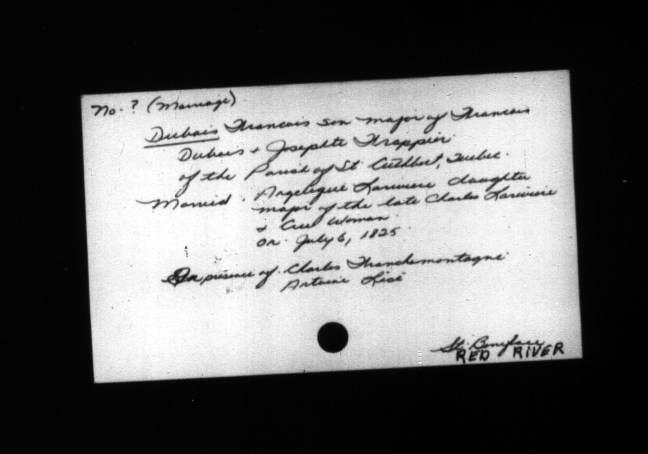 No. ? (Marriage)
Dubois Francois son major of Francois
Dubois + Josephte Frappier
of the Parish of St Cuthbert, Quebec.
Married. Angelique Lariviere daughter
major of the late Charles Lariviere
+ Cree Woman
on July 6, 1825
In presence of. Charles Franchemontagne
Antoine
St. Boniface
RED RIVER